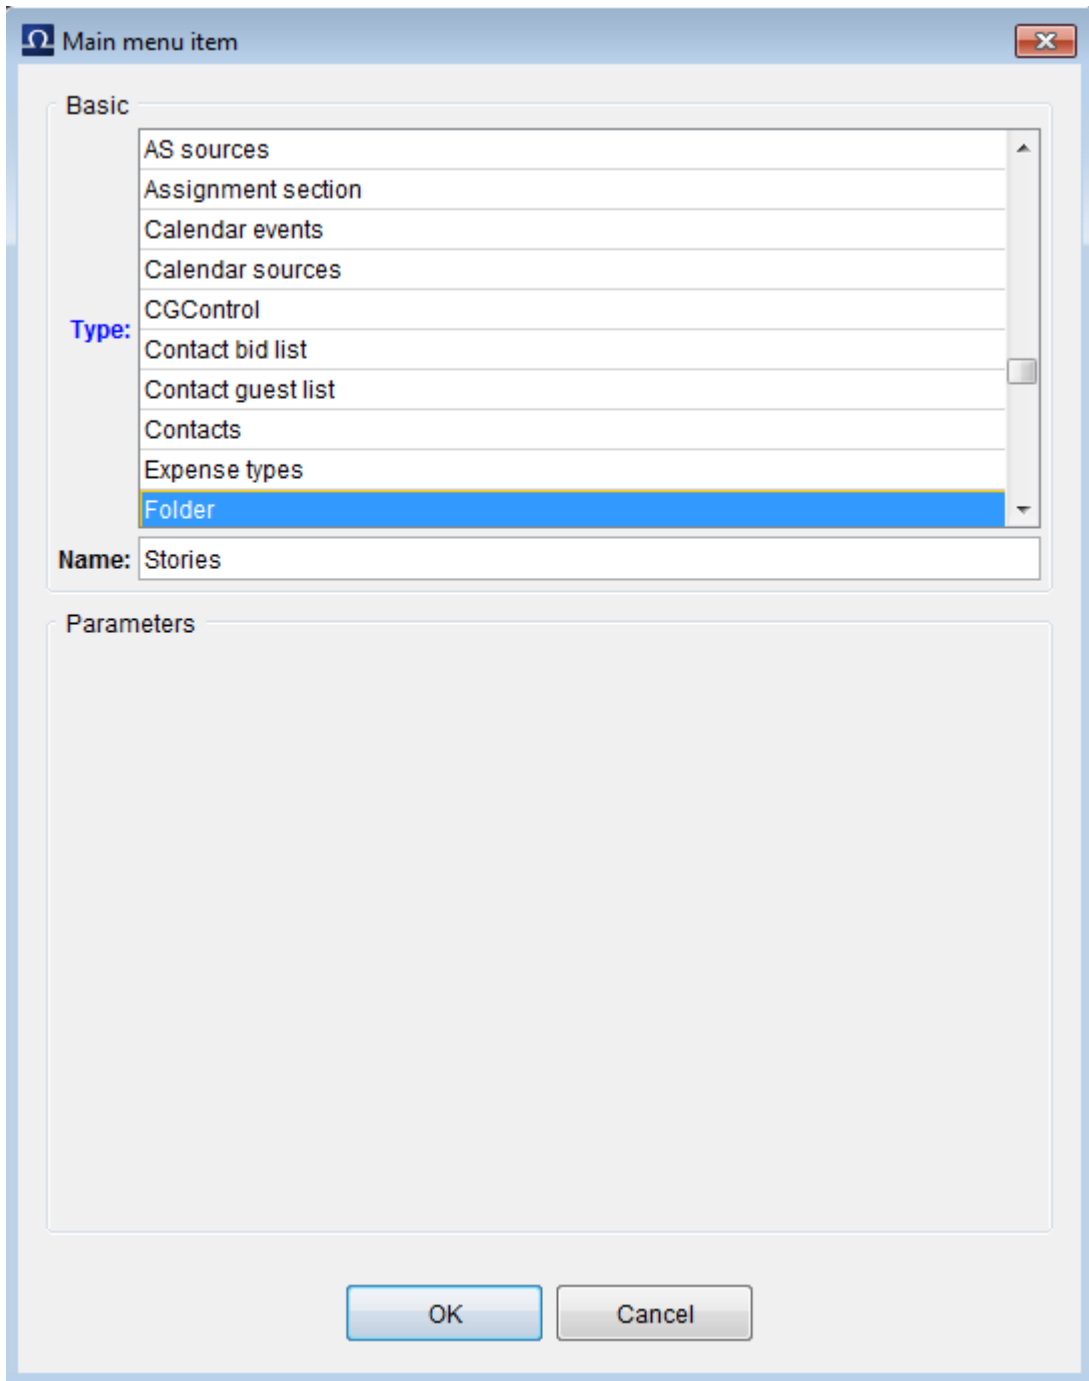 Main menu item
Basic
AS sources
Assignment section
Calendar events
Calendar sources
CGControl
Type:
Contact bid list
Contact guest list
Contacts
Expense types
Folder
Name: Stories
Parameters
OK Cancel